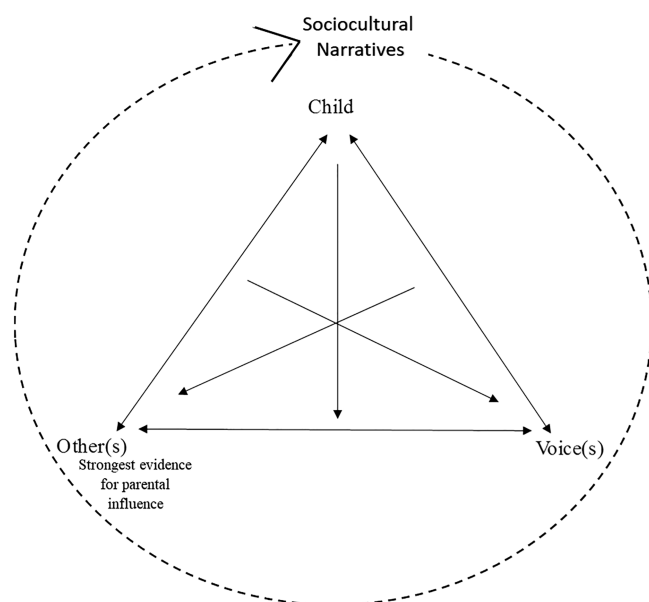 Sociocultural
Narratives
Child
Other(s)
Strongest evidence
for parental
influence
Voice(s)